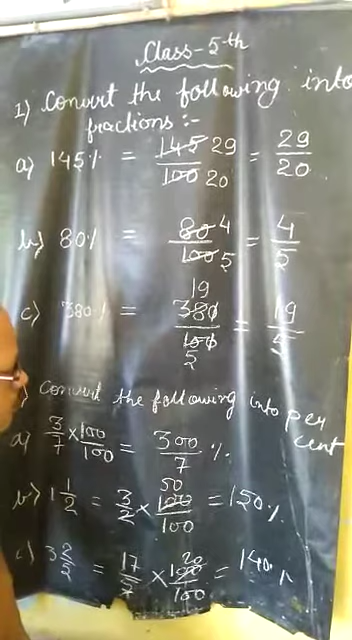 Class-5th
1) Convert the following into
fractions :-
a) 145% = 145/100 29/20 = 29/20
b) 80% = 80/100 4/5 = 4/5
c) 380% = 380/100 19/5 = 19/5
) Convert the following into per
cent
a) 3/7 × 100/100 = 300/7 %.
b) 1 1/2 = 3/2 × 100/100 50 = 150%
c) 3 2/2 = 17/ × 100/100 20 = 140%